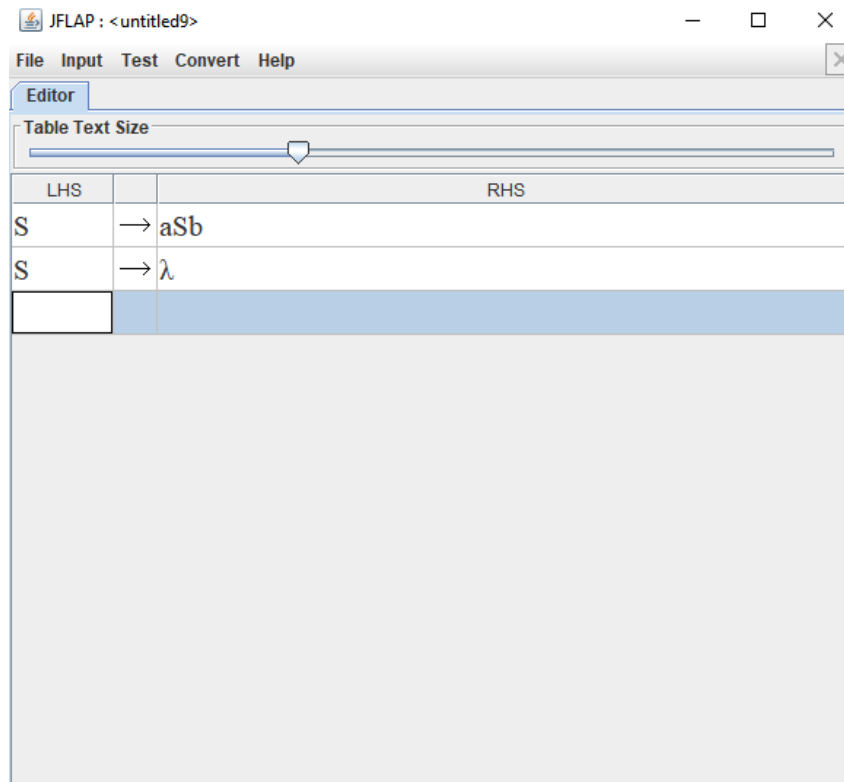 JFLAP : <untitled9>
File Input Test Convert Help
Editor
Table Text Size
LHS RHS
S → aSb
S → λ